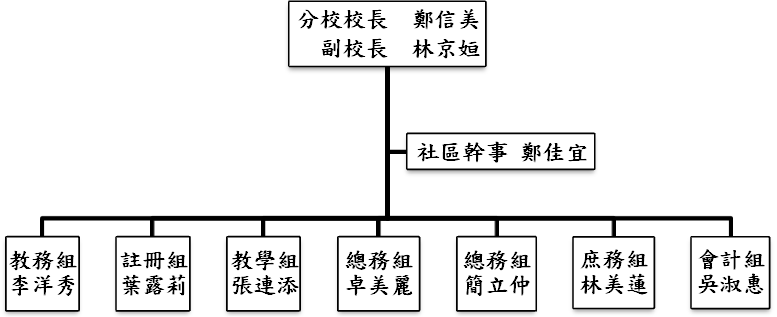 分校校長　鄭信美
副校長　林京姮
社區幹事 鄭佳宜
教務組
李洋秀
註冊組
葉露莉
教學組
張連添
總務組
卓美麗
總務組
簡立仲
庶務組
林美蓮
會計組
吳淑惠